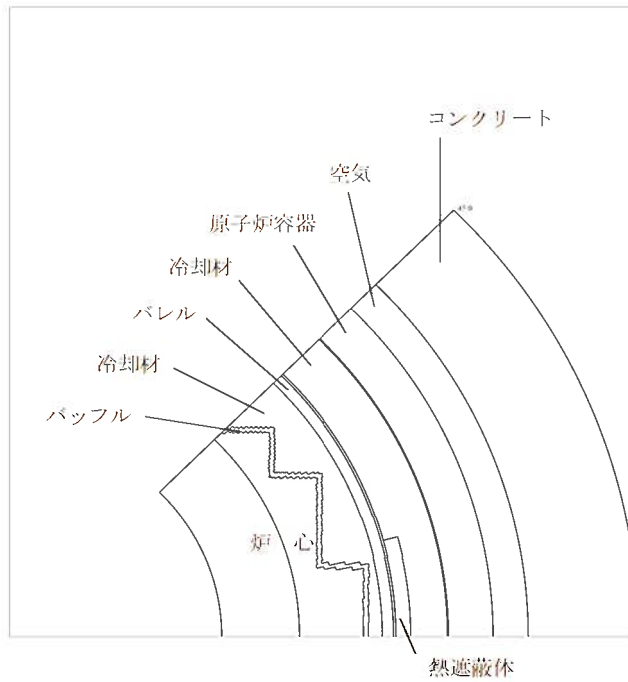 コンクリート
空気
原子炉容器
冷却材
バレル
冷却材
バッフル
炉 心
熱遮蔽体